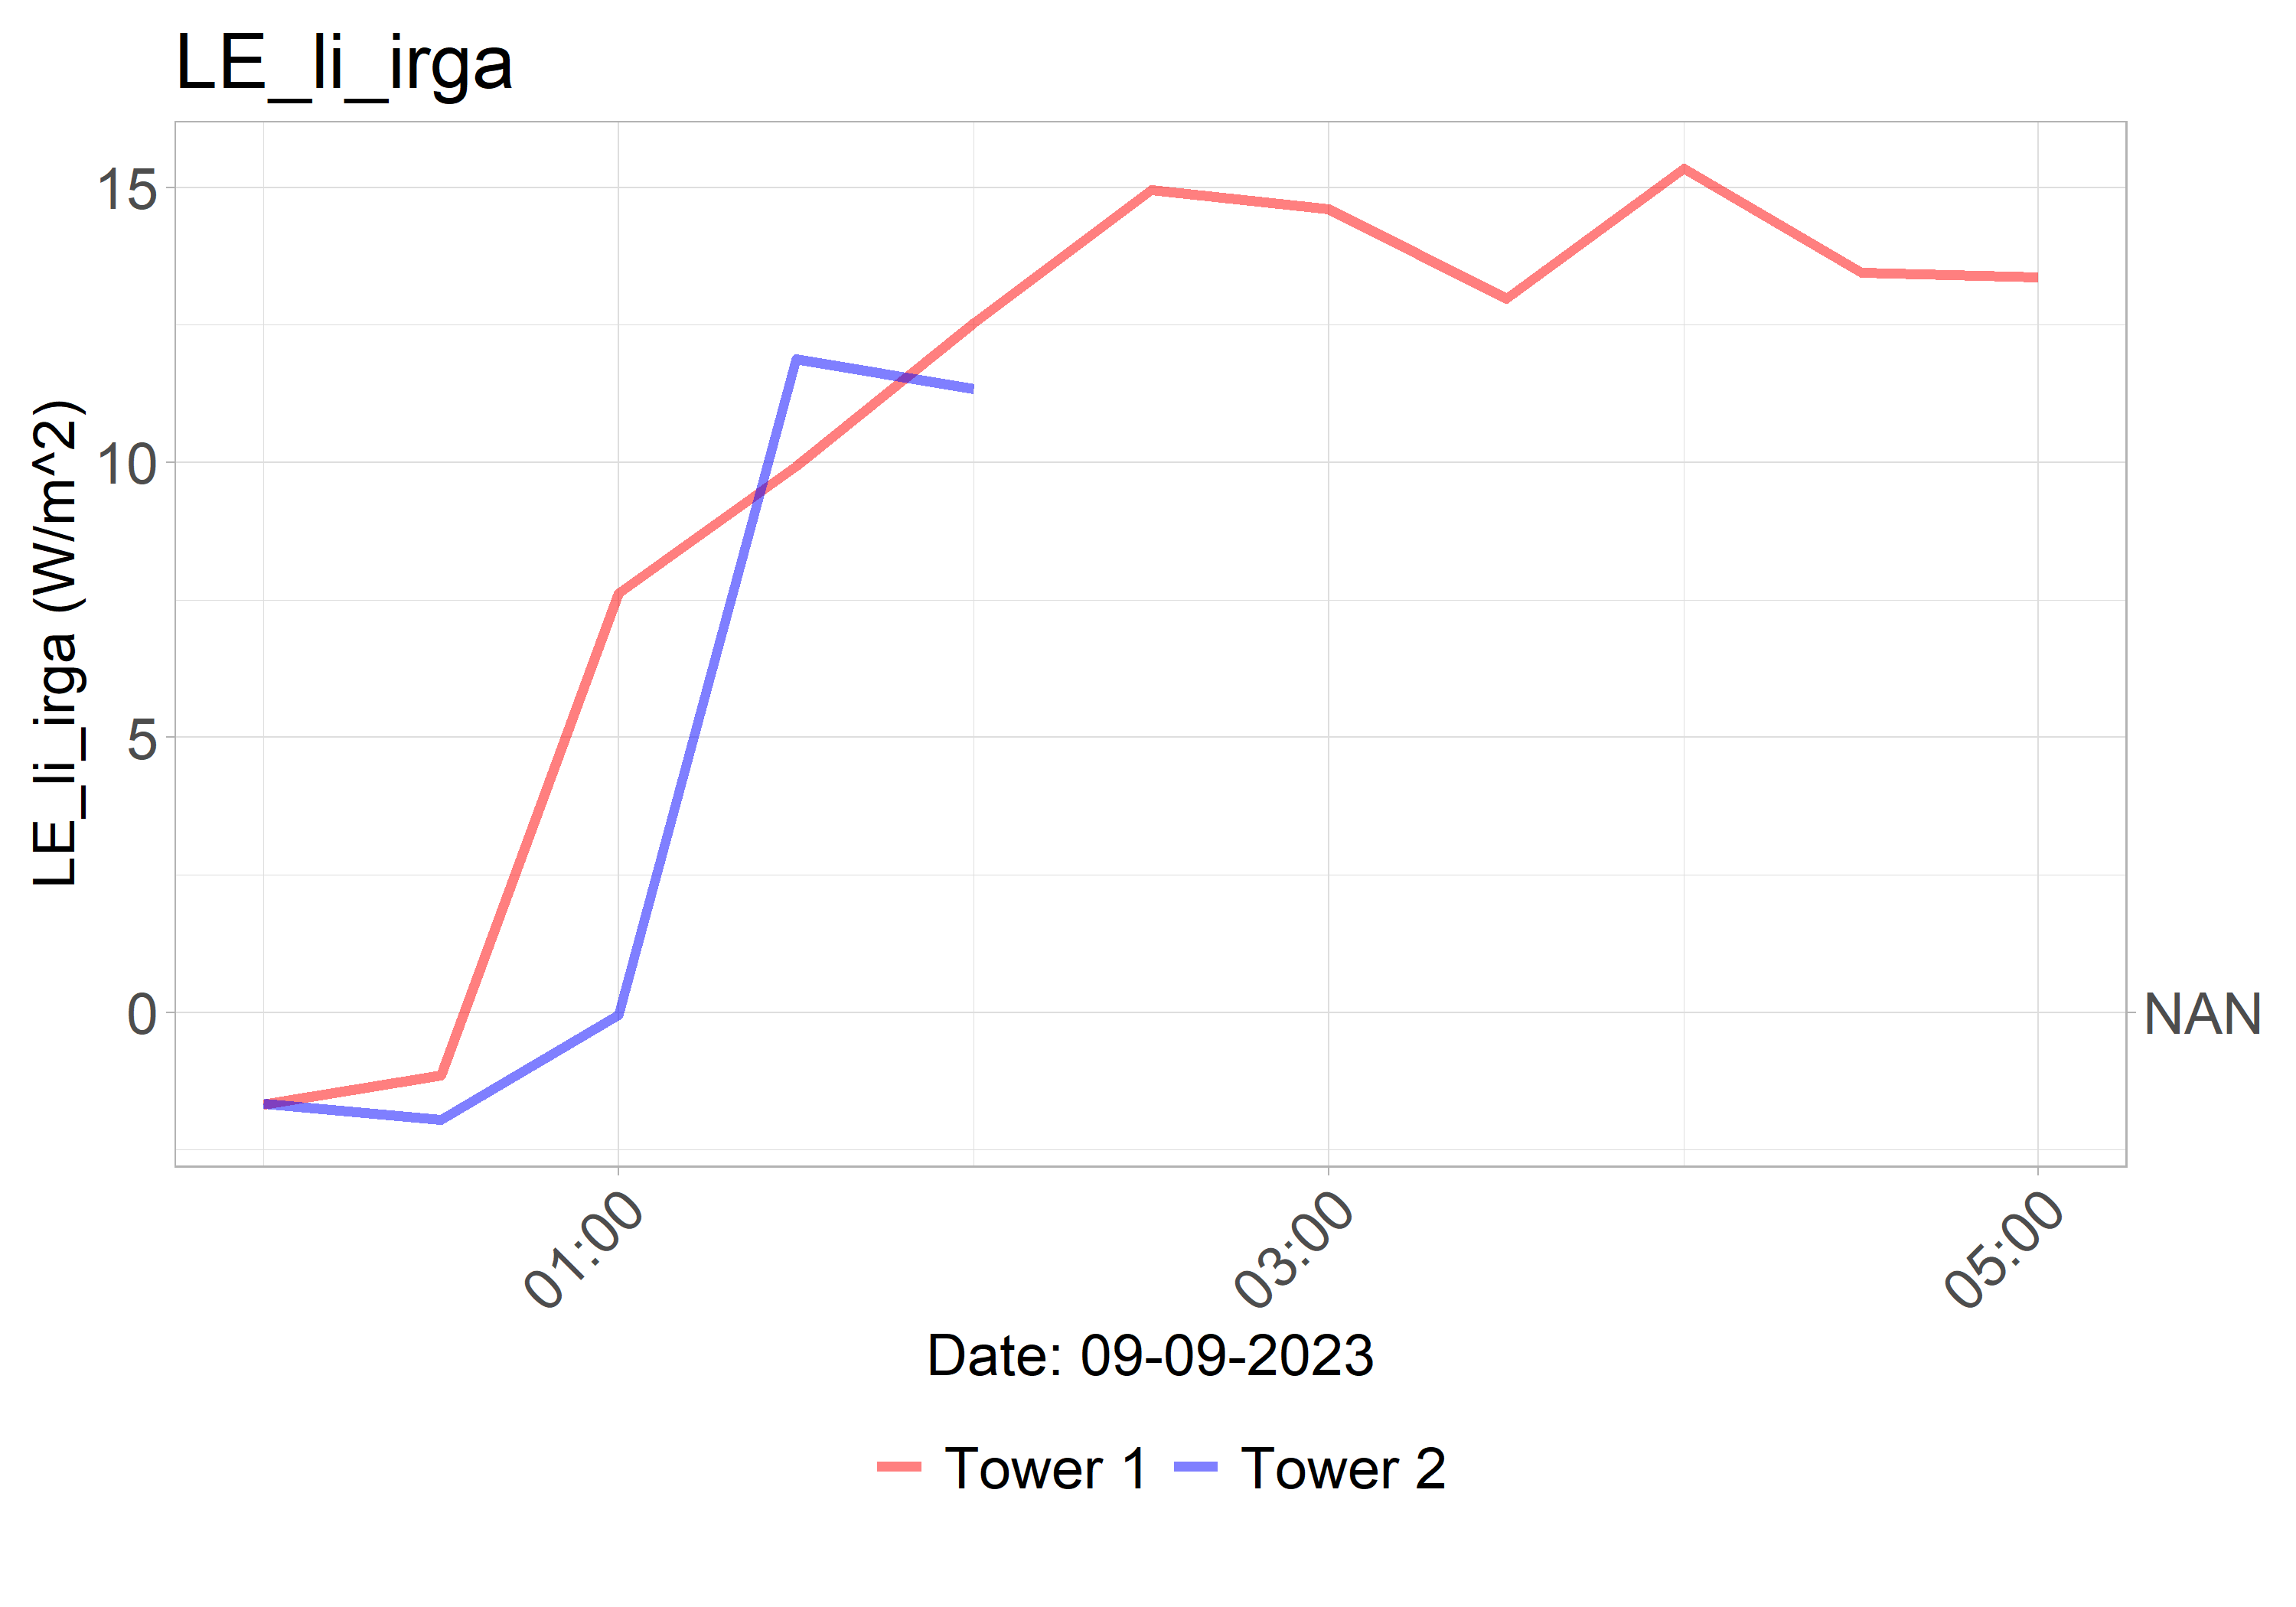 LE_li_irga
15
10
5
0
LE_li_irga (W/m^2)
NAN
01:00
03:00
05:00
Date: 09-09-2023
Tower 1
Tower 2